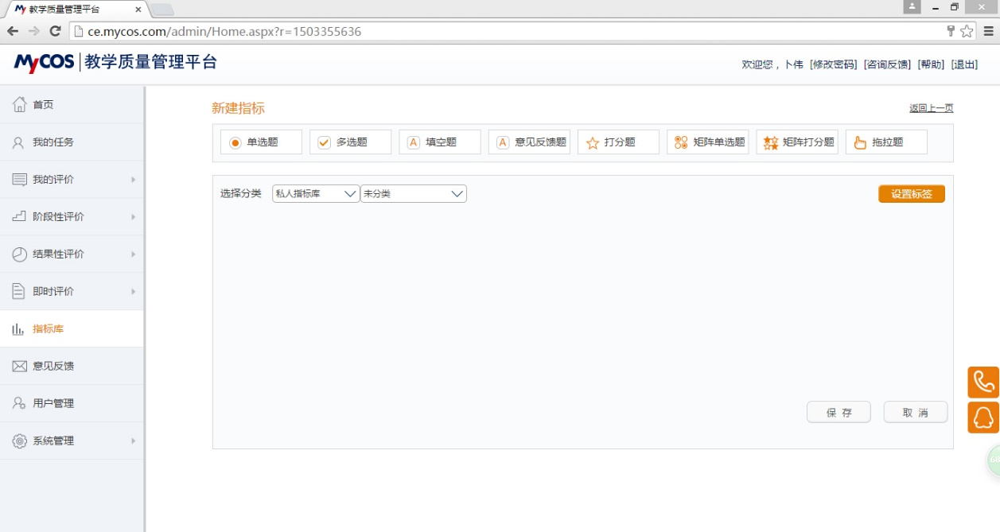 教学质量管理平台
ce.mycos.com/admin/Home.aspx?r=1503355636
MyCOS 教学质量管理平台
欢迎您，卜伟 [修改密码] [咨询反馈] [帮助] [退出]
首页
我的任务
我的评价
阶段性评价
结果性评价
即时评价
指标库
意见反馈
用户管理
系统管理
新建指标
返回上一页
单选题 多选题 A 填空题 A 意见反馈题 打分题 矩阵单选题 矩阵打分题 拖拉题
选择分类 私人指标库 未分类 设置标签
保 存 取 消